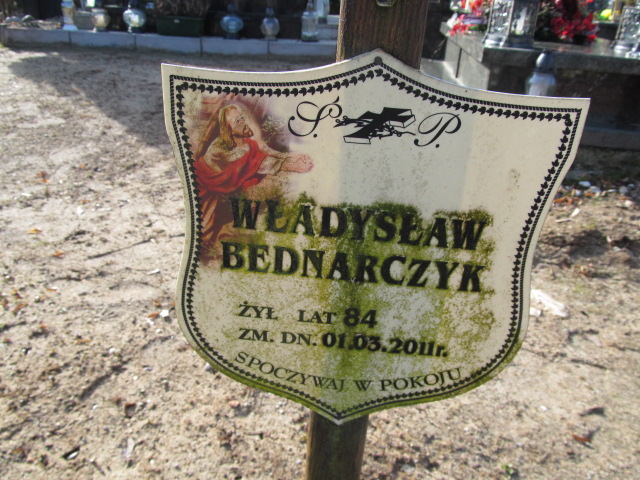 Ś. P.
WŁADYSŁAW
BEDNARCZYK
ŻYŁ LAT 84
ZM. DN. 01.03.2011r.
SPOCZYWAJ W POKOJU